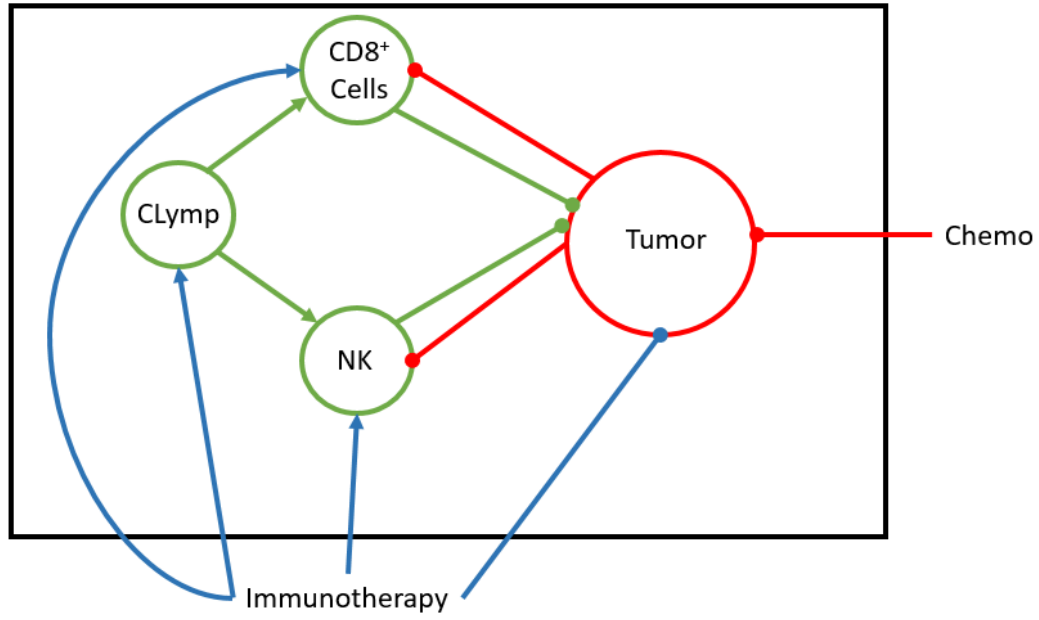 CD8⁺
Cells
CLymp
Tumor
Chemo
NK
Immunotherapy